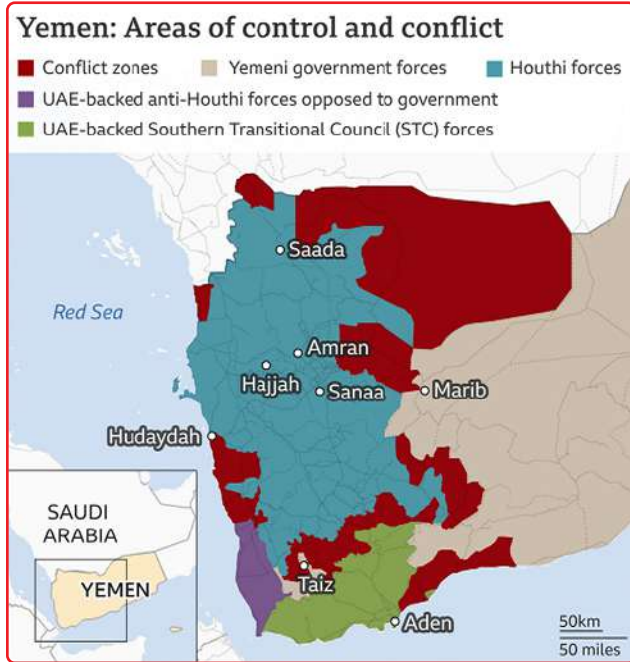 Yemen: Areas of control and conflict
Conflict zones
Yemeni government forces
Houthi forces
UAE-backed anti-Houthi forces opposed to government
UAE-backed Southern Transitional Council (STC) forces
Saada
Red Sea
Amran
Hajjah
Sanaa
Marib
Hudaydah
SAUDI
ARABIA
YEMEN
Taiz
Aden
50km
50 miles